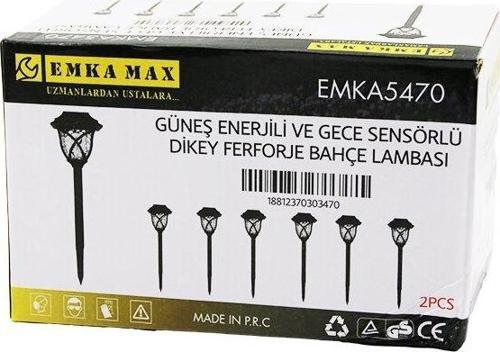 EMKA MAX
UZMANLARDAN USTALARA...
EMKA5470
GÜNEŞ ENERJİLİ VE GECE SENSÖRLÜ
DİKEY FERFORJE BAHÇE LAMBASI
18812370303470
2PCS
MADE IN P.R.C
GS CE